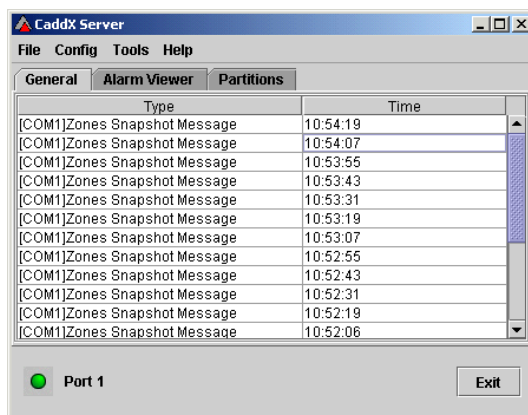 CaddX Server
File Config Tools Help
General Alarm Viewer Partitions
Type Time
[COM1]Zones Snapshot Message 10:54:19
[COM1]Zones Snapshot Message 10:54:07
[COM1]Zones Snapshot Message 10:53:55
[COM1]Zones Snapshot Message 10:53:43
[COM1]Zones Snapshot Message 10:53:31
[COM1]Zones Snapshot Message 10:53:19
[COM1]Zones Snapshot Message 10:53:07
[COM1]Zones Snapshot Message 10:52:55
[COM1]Zones Snapshot Message 10:52:43
[COM1]Zones Snapshot Message 10:52:31
[COM1]Zones Snapshot Message 10:52:19
[COM1]Zones Snapshot Message 10:52:06
Port 1 Exit